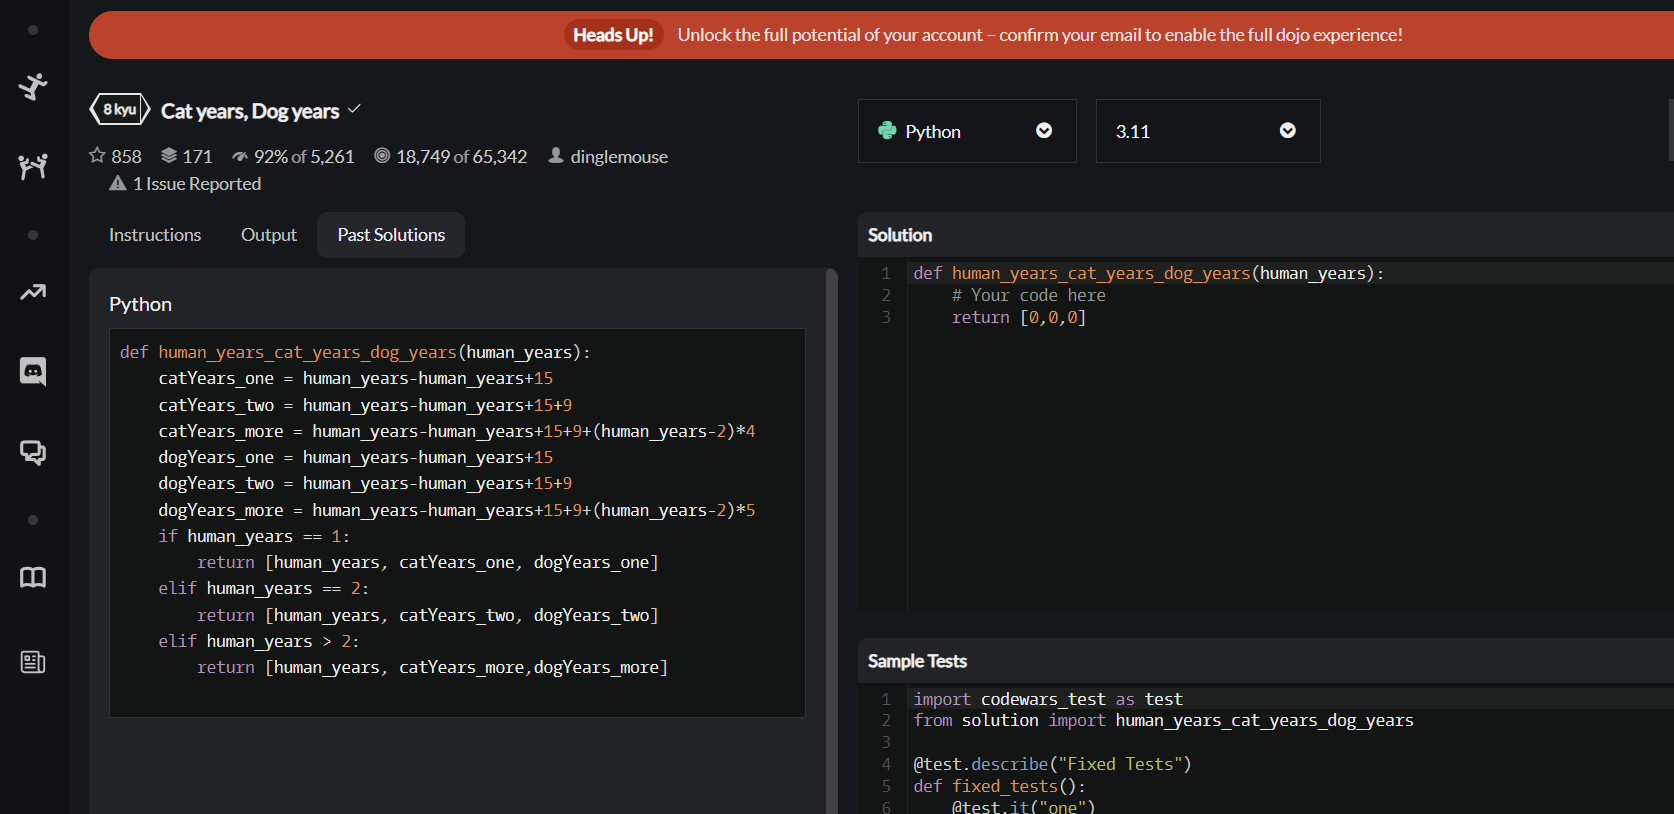 Heads Up! Unlock the full potential of your account – confirm your email to enable the full dojo experience!
8 kyu Cat years, Dog years
858 171 92% of 5,261 18,749 of 65,342 dinglemouse
1 Issue Reported
Instructions Output Past Solutions
Python
def human_years_cat_years_dog_years(human_years):
    catYears_one = human_years-human_years+15
    catYears_two = human_years-human_years+15+9
    catYears_more = human_years-human_years+15+9+(human_years-2)*4
    dogYears_one = human_years-human_years+15
    dogYears_two = human_years-human_years+15+9
    dogYears_more = human_years-human_years+15+9+(human_years-2)*5
    if human_years == 1:
        return [human_years, catYears_one, dogYears_one]
    elif human_years == 2:
        return [human_years, catYears_two, dogYears_two]
    elif human_years > 2:
        return [human_years, catYears_more,dogYears_more]
Python 3.11
Solution
1 def human_years_cat_years_dog_years(human_years):
2     # Your code here
3     return [0,0,0]
Sample Tests
1 import codewars_test as test
2 from solution import human_years_cat_years_dog_years
3
4 @test.describe("Fixed Tests")
5 def fixed_tests():
6     @test.it("one")